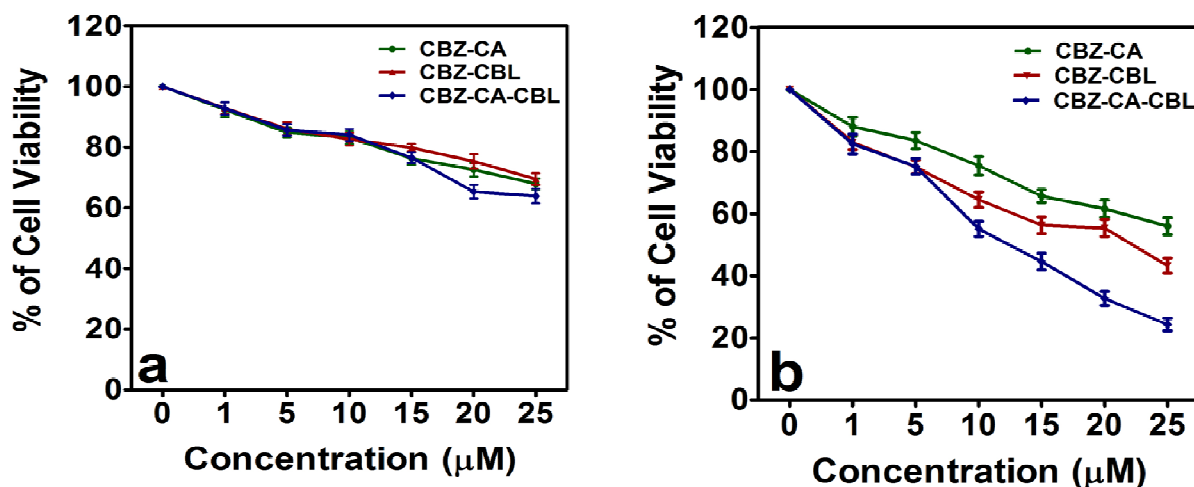 120
100
80
60
40
20
0
% of Cell Viability
CBZ-CA
CBZ-CBL
CBZ-CA-CBL
a
0 1 5 10 15 20 25
Concentration (μM)
120
100
80
60
40
20
0
% of Cell Viability
CBZ-CA
CBZ-CBL
CBZ-CA-CBL
b
0 1 5 10 15 20 25
Concentration (μM)